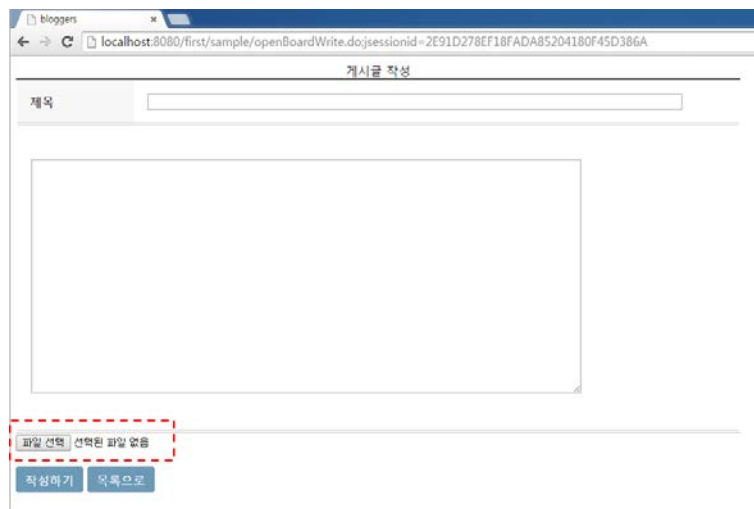 bloggers
localhost:8080/first/sample/openBoardWrite.do;jsessionid=2E91D278EF18FADA85204180F45D386A
게시글 작성
제목
파일 선택 선택된 파일 없음
작성하기 목록으로